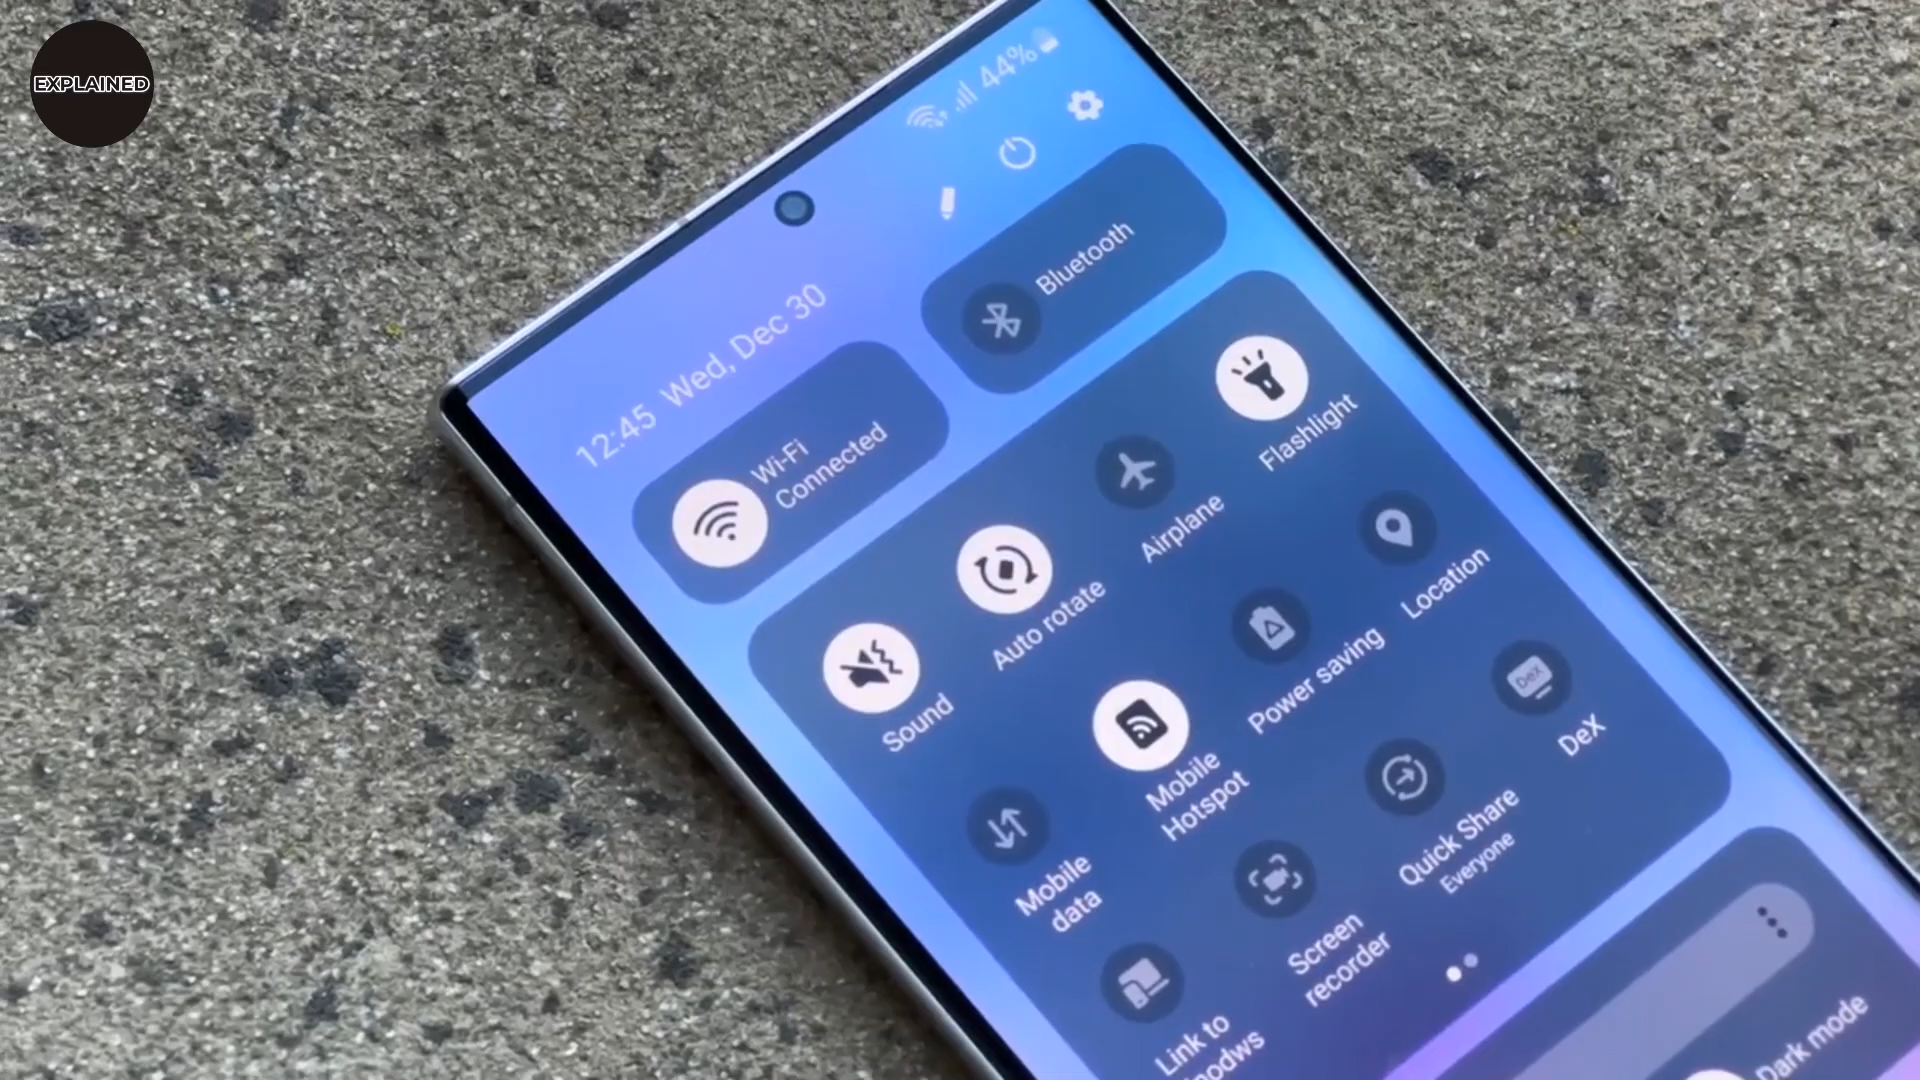 EXPLAINED
44%
12:45 Wed, Dec 30
Wi-Fi
Connected
Bluetooth
Sound
Auto rotate
Airplane
Flashlight
Mobile
data
Mobile
Hotspot
Power saving
Location
Link to
Screen
recorder
Quick Share
Everyone
DeX
DeX
Dark mode